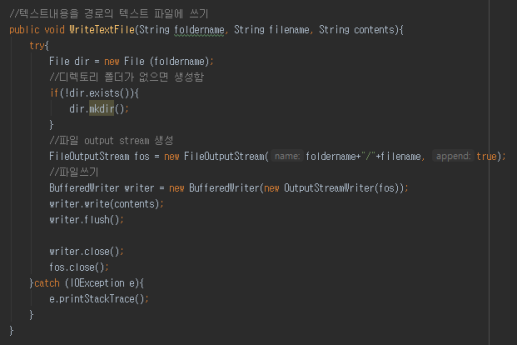 //텍스트내용을 경로의 텍스트 파일에 쓰기
public void WriteTextFile(String foldername, String filename, String contents){
try{
File dir = new File (foldername);
//디렉토리 폴더가 없으면 생성함
if(!dir.exists()){
dir.mkdir();
}
//파일 output stream 생성
FileOutputStream fos = new FileOutputStream( name: foldername+"/"+filename, append: true);
//파일쓰기
BufferedWriter writer = new BufferedWriter(new OutputStreamWriter(fos));
writer.write(contents);
writer.flush();
writer.close();
fos.close();
}catch (IOException e){
e.printStackTrace();
}
}